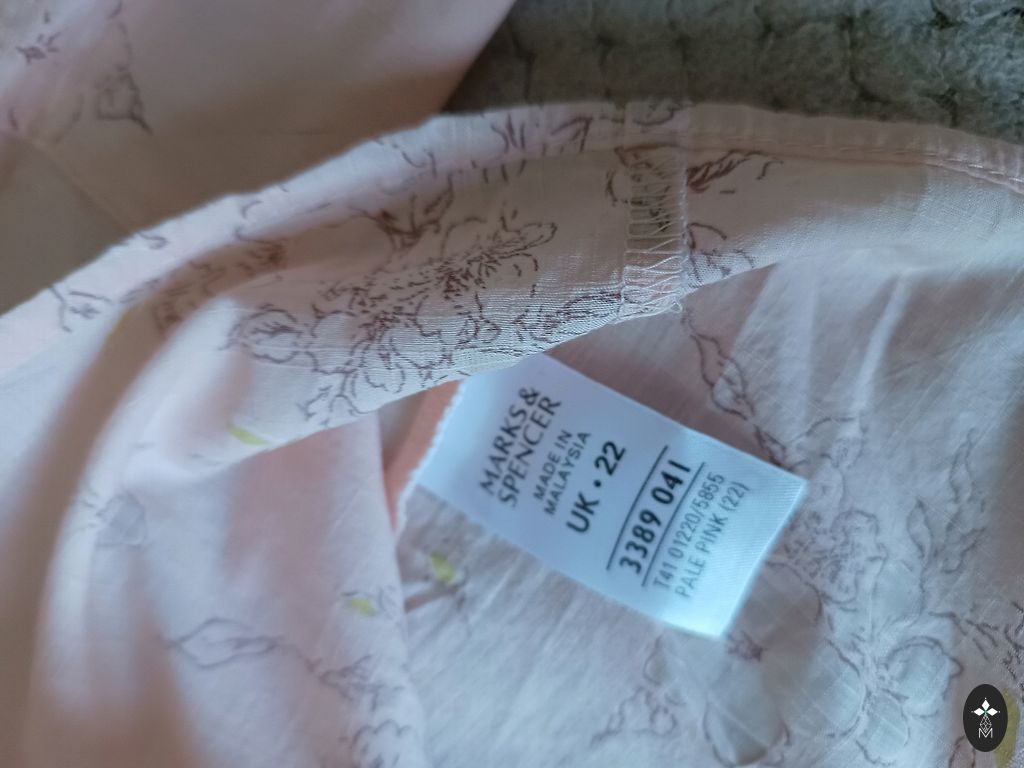 MARKS &
SPENCER
MADE IN
MALAYSIA
UK • 22
3389 041
T41 01220/5855
PALE PINK (22)
M